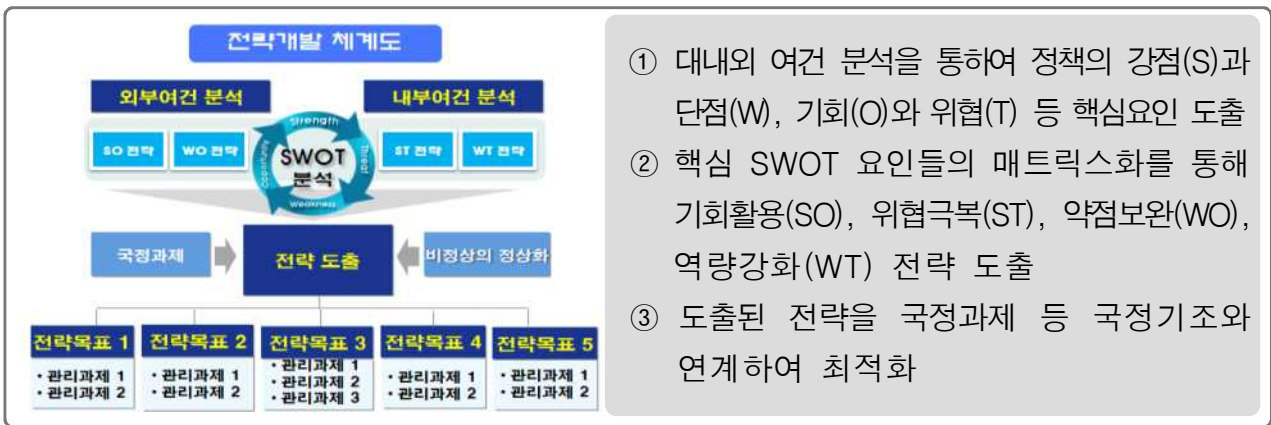 전략개발 체계도
외부여건 분석
내부여건 분석
SO 전략
WO 전략
Strength
opportunity
SWOT
분석
threat
weakness
ST 전략
WT 전략
국정과제
전략 도출
비정상의 정상화
전략목표 1
· 관리과제 1
· 관리과제 2
전략목표 2
· 관리과제 1
· 관리과제 2
전략목표 3
· 관리과제 1
· 관리과제 2
· 관리과제 3
전략목표 4
· 관리과제 1
· 관리과제 2
전략목표 5
· 관리과제 1
· 관리과제 2
① 대내외 여건 분석을 통하여 정책의 강점(S)과
단점(W), 기회(O)와 위협(T) 등 핵심요인 도출
② 핵심 SWOT 요인들의 매트릭스화를 통해
기회활용(SO), 위협극복(ST), 약점보완(WO),
역량강화(WT) 전략 도출
③ 도출된 전략을 국정과제 등 국정기조와
연계하여 최적화